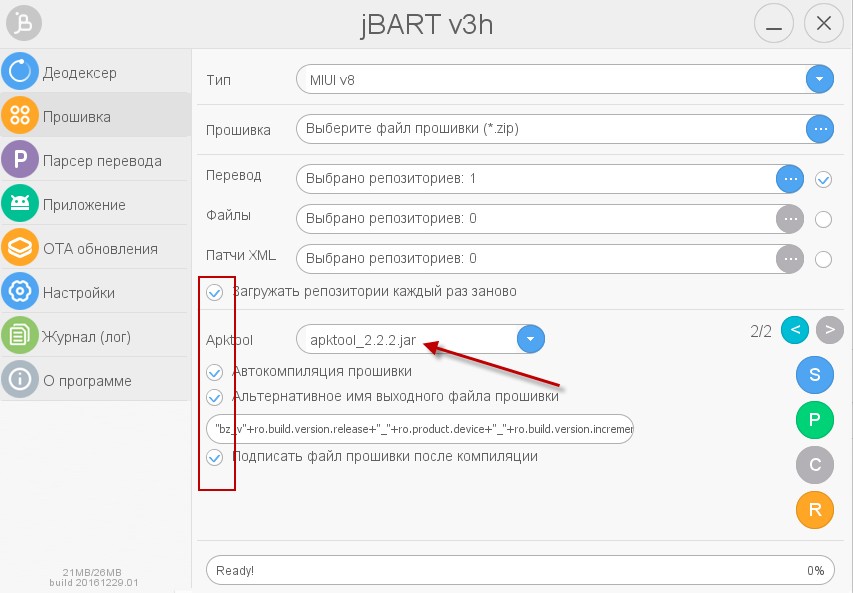 jBART v3h
Деодексер
Прошивка
Парсер перевода
Приложение
OTA обновления
Настройки
Журнал (лог)
О программе
21MB/26MB
build 20161229.01
Тип
MIUI v8
Прошивка
Выберите файл прошивки (*.zip)
Перевод
Выбрано репозиториев: 1
Файлы
Выбрано репозиториев: 0
Патчи XML
Выбрано репозиториев: 0
Загружать репозитории каждый раз заново
Apktool
apktool_2.2.2.jar
2/2
<
>
Автокомпиляция прошивки
Альтернативное имя выходного файла прошивки
"bz_v"+ro.build.version.release+"_"+ro.product.device+"_"+ro.build.version.incremer
Подписать файл прошивки после компиляции
S
P
C
R
Ready!
0%